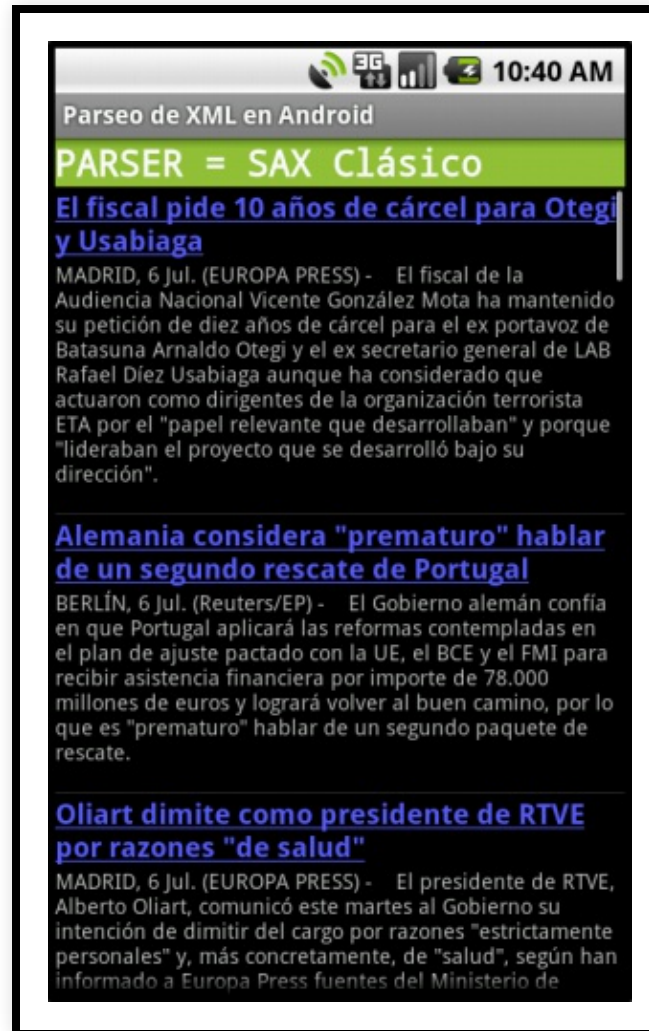 3G 10:40 AM
Parseo de XML en Android
PARSER = SAX Clásico
El fiscal pide 10 años de cárcel para Otegi
y Usabiaga
MADRID, 6 Jul. (EUROPA PRESS) - El fiscal de la
Audiencia Nacional Vicente González Mota ha mantenido
su petición de diez años de cárcel para el ex portavoz de
Batasuna Arnaldo Otegi y el ex secretario general de LAB
Rafael Díez Usabiaga aunque ha considerado que
actuaron como dirigentes de la organización terrorista
ETA por el "papel relevante que desarrollaban" y porque
"lideraban el proyecto que se desarrolló bajo su
dirección".
Alemania considera "prematuro" hablar
de un segundo rescate de Portugal
BERLÍN, 6 Jul. (Reuters/EP) - El Gobierno alemán confía
en que Portugal aplicará las reformas contempladas en
el plan de ajuste pactado con la UE, el BCE y el FMI para
recibir asistencia financiera por importe de 78.000
millones de euros y logrará volver al buen camino, por lo
que es "prematuro" hablar de un segundo paquete de
rescate.
Oliart dimite como presidente de RTVE
por razones "de salud"
MADRID, 6 Jul. (EUROPA PRESS) - El presidente de RTVE,
Alberto Oliart, comunicó este martes al Gobierno su
intención de dimitir del cargo por razones "estrictamente
personales" y, más concretamente, de "salud", según han
informado a Europa Press fuentes del Ministerio de